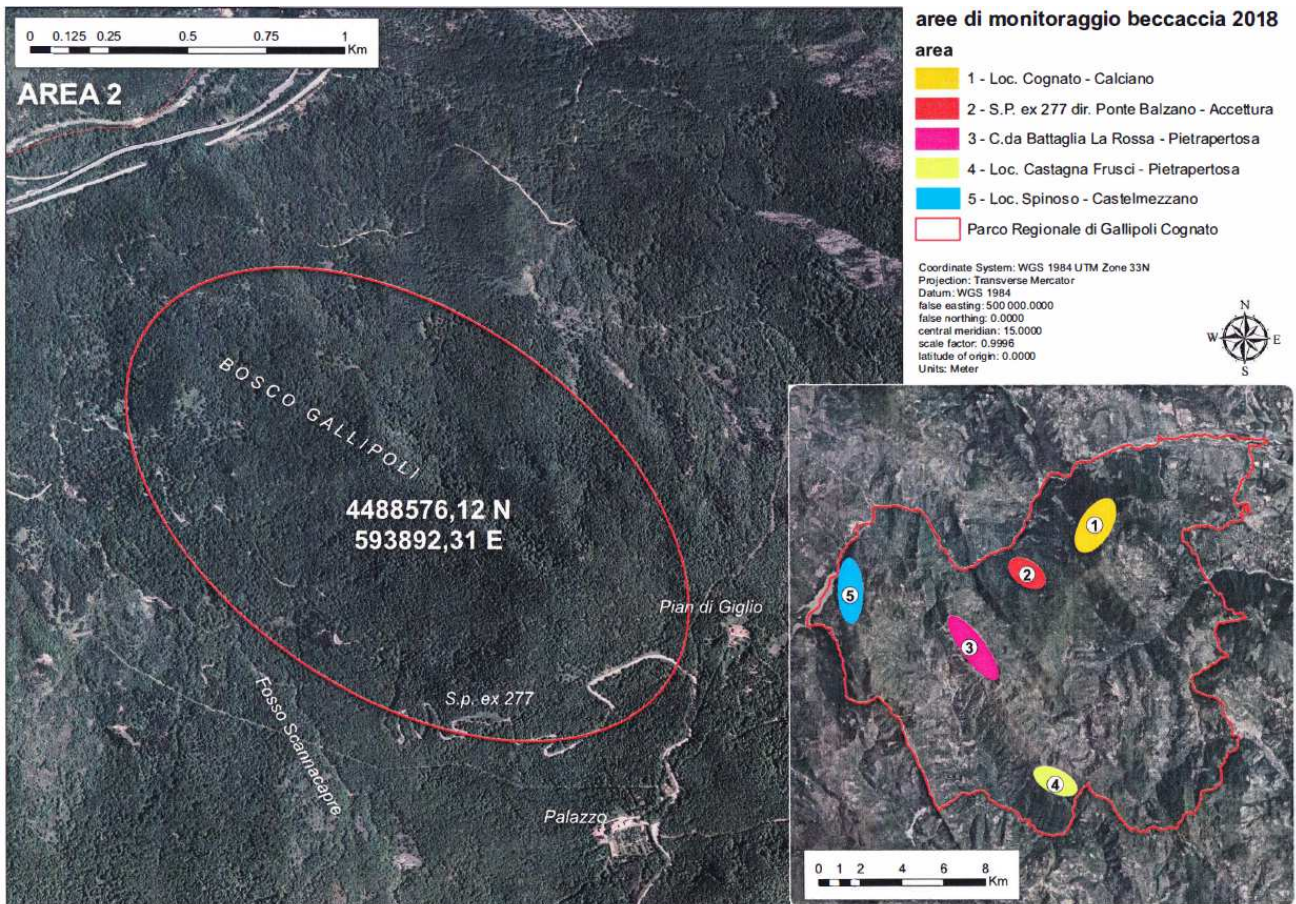 0 0.125 0.25 0.5 0.75 1
Km
AREA 2
BOSCO GALLIPOLI
4488576,12 N
593892,31 E
Pian di Giglio
S.p. ex 277
Fosso Scannacapre
Palazzo
aree di monitoraggio beccaccia 2018
area
1 - Loc. Cognato - Calciano
2 - S.P. ex 277 dir. Ponte Balzano - Accettura
3 - C.da Battaglia La Rossa - Pietrapertosa
4 - Loc. Castagna Frusci - Pietrapertosa
5 - Loc. Spinoso - Castelmezzano
Parco Regionale di Gallipoli Cognato
Coordinate System: WGS 1984 UTM Zone 33N
Projection: Transverse Mercator
Datum: WGS 1984
false easting: 500 000.0000
false northing: 0.0000
central meridian: 15.0000
scale factor: 0.9996
latitude of origin: 0.0000
Units: Meter
N
W E
S
1
2
5
3
4
0 1 2 4 6 8
Km